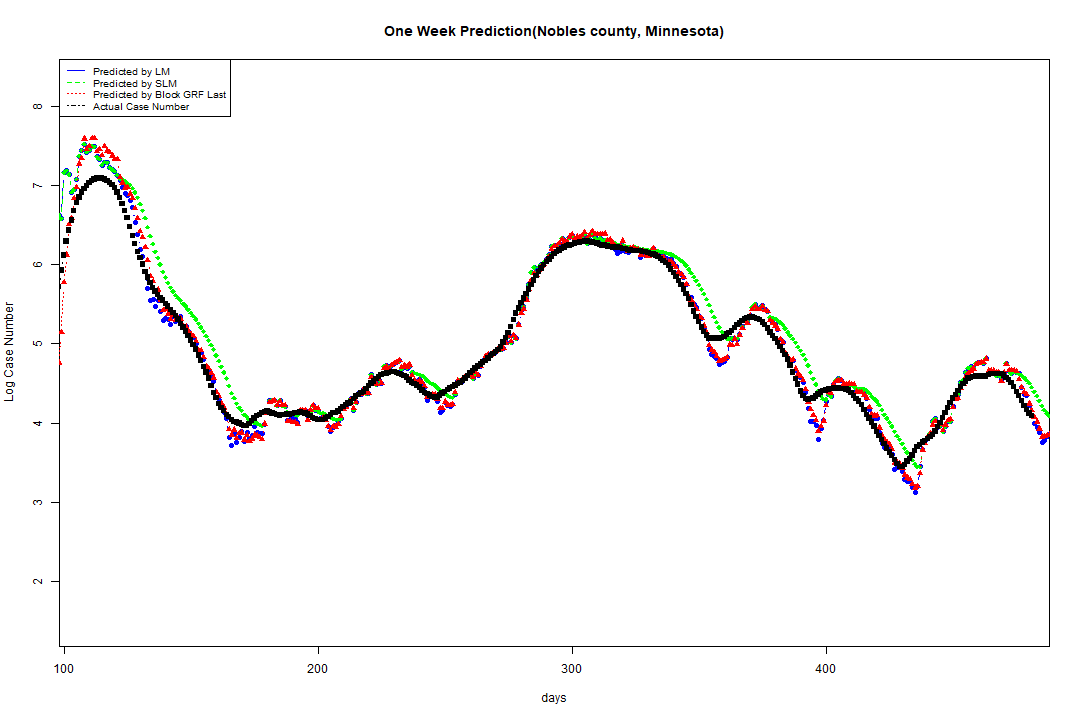 One Week Prediction(Nobles county, Minnesota)
Predicted by LM
Predicted by SLM
Predicted by Block GRF Last
Actual Case Number
8
7
6
5
4
3
2
Log Case Number
100
200
300
400
days